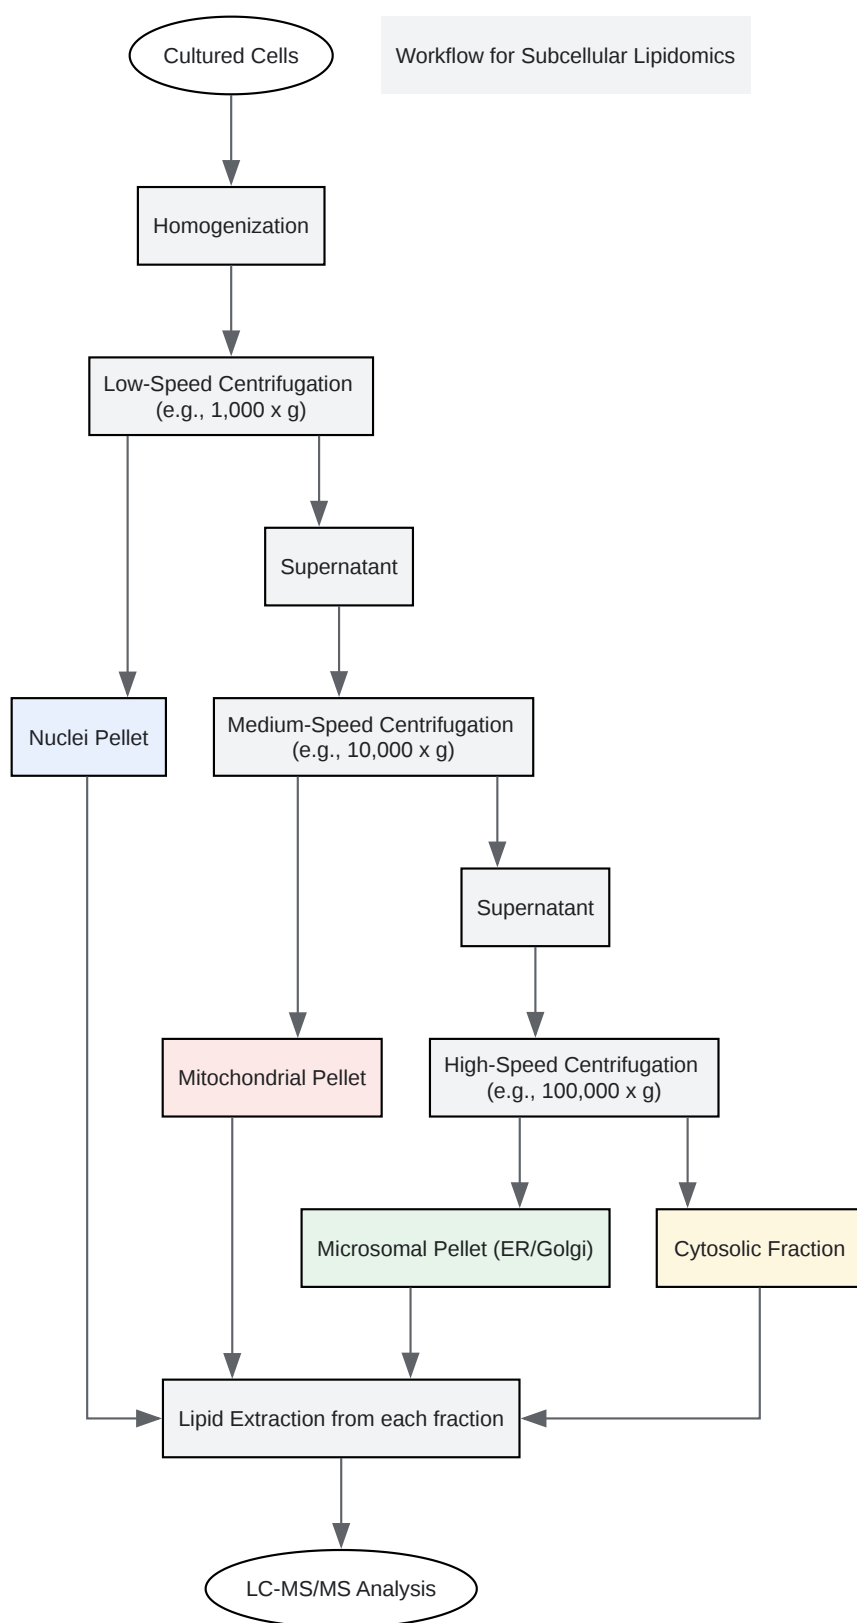 Cultured Cells
Workflow for Subcellular Lipidomics
Homogenization
Low-Speed Centrifugation
(e.g., 1,000 x g)
Supernatant
Nuclei Pellet
Medium-Speed Centrifugation
(e.g., 10,000 x g)
Supernatant
Mitochondrial Pellet
High-Speed Centrifugation
(e.g., 100,000 x g)
Microsomal Pellet (ER/Golgi)
Cytosolic Fraction
Lipid Extraction from each fraction
LC-MS/MS Analysis